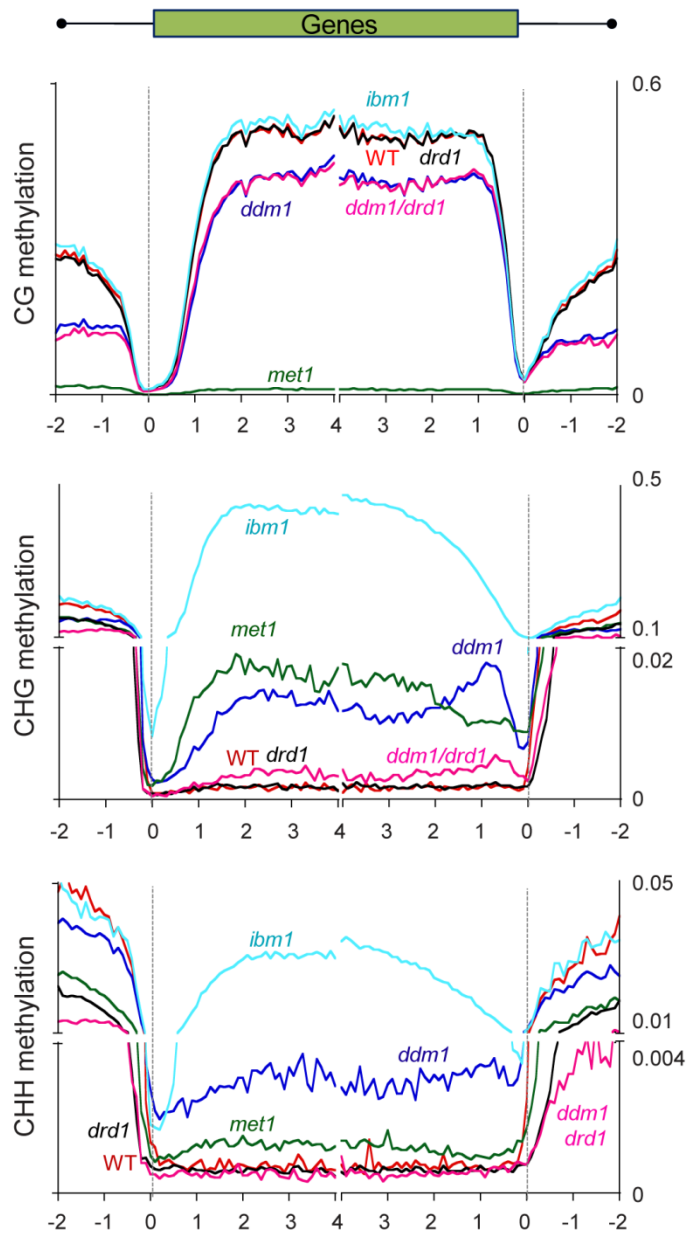 Genes
0.6
ibm1
WT drd1
ddm1 ddm1/drd1
CG methylation
met1
0
-2 -1 0 1 2 3 4 3 2 1 0 -1 -2
0.5
ibm1
CHG methylation
0.1
met1 ddm1
0.02
WT drd1 ddm1/drd1
0
-2 -1 0 1 2 3 4 3 2 1 0 -1 -2
0.05
ibm1
CHH methylation
0.01
ddm1 0.004
drd1 met1 ddm1
WT drd1
0
-2 -1 0 1 2 3 4 3 2 1 0 -1 -2